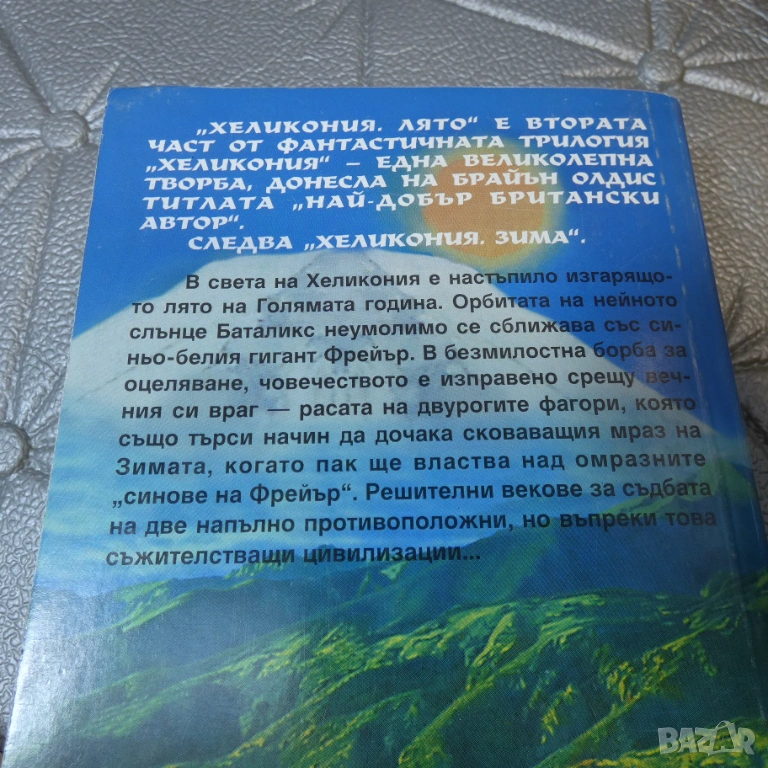 „ХЕЛИКОНИЯ. ЛЯТО“ Е ВТОРАТА
ЧАСТ ОТ ФАНТАСТИЧНАТА ТРИЛОГИЯ
„ХЕЛИКОНИЯ“ – ЕДНА ВЕЛИКОЛЕПНА
ТВОРБА, ДОНЕСЛА НА БРАЙЪН ОЛДИС
ТИТЛАТА „НАЙ-ДОБЪР БРИТАНСКИ
АВТОР“.
СЛЕДВА „ХЕЛИКОНИЯ. ЗИМА“.
В света на Хеликония е настъпило изгарящо-
то лято на Голямата година. Орбитата на нейното
слънце Баталикс неумолимо се сближава със си-
ньо-белия гигант Фрейър. В безмилостна борба за
оцеляване, човечеството е изправено срещу веч-
ния си враг — расата на двурогите фагори, която
също търси начин да дочака сковаващия мраз на
Зимата, когато пак ще властва над омразните
„синове на Фрейър“. Решителни векове за съдбата
на две напълно противоположни, но въпреки това
съжителстващи цивилизации...
BAZAR